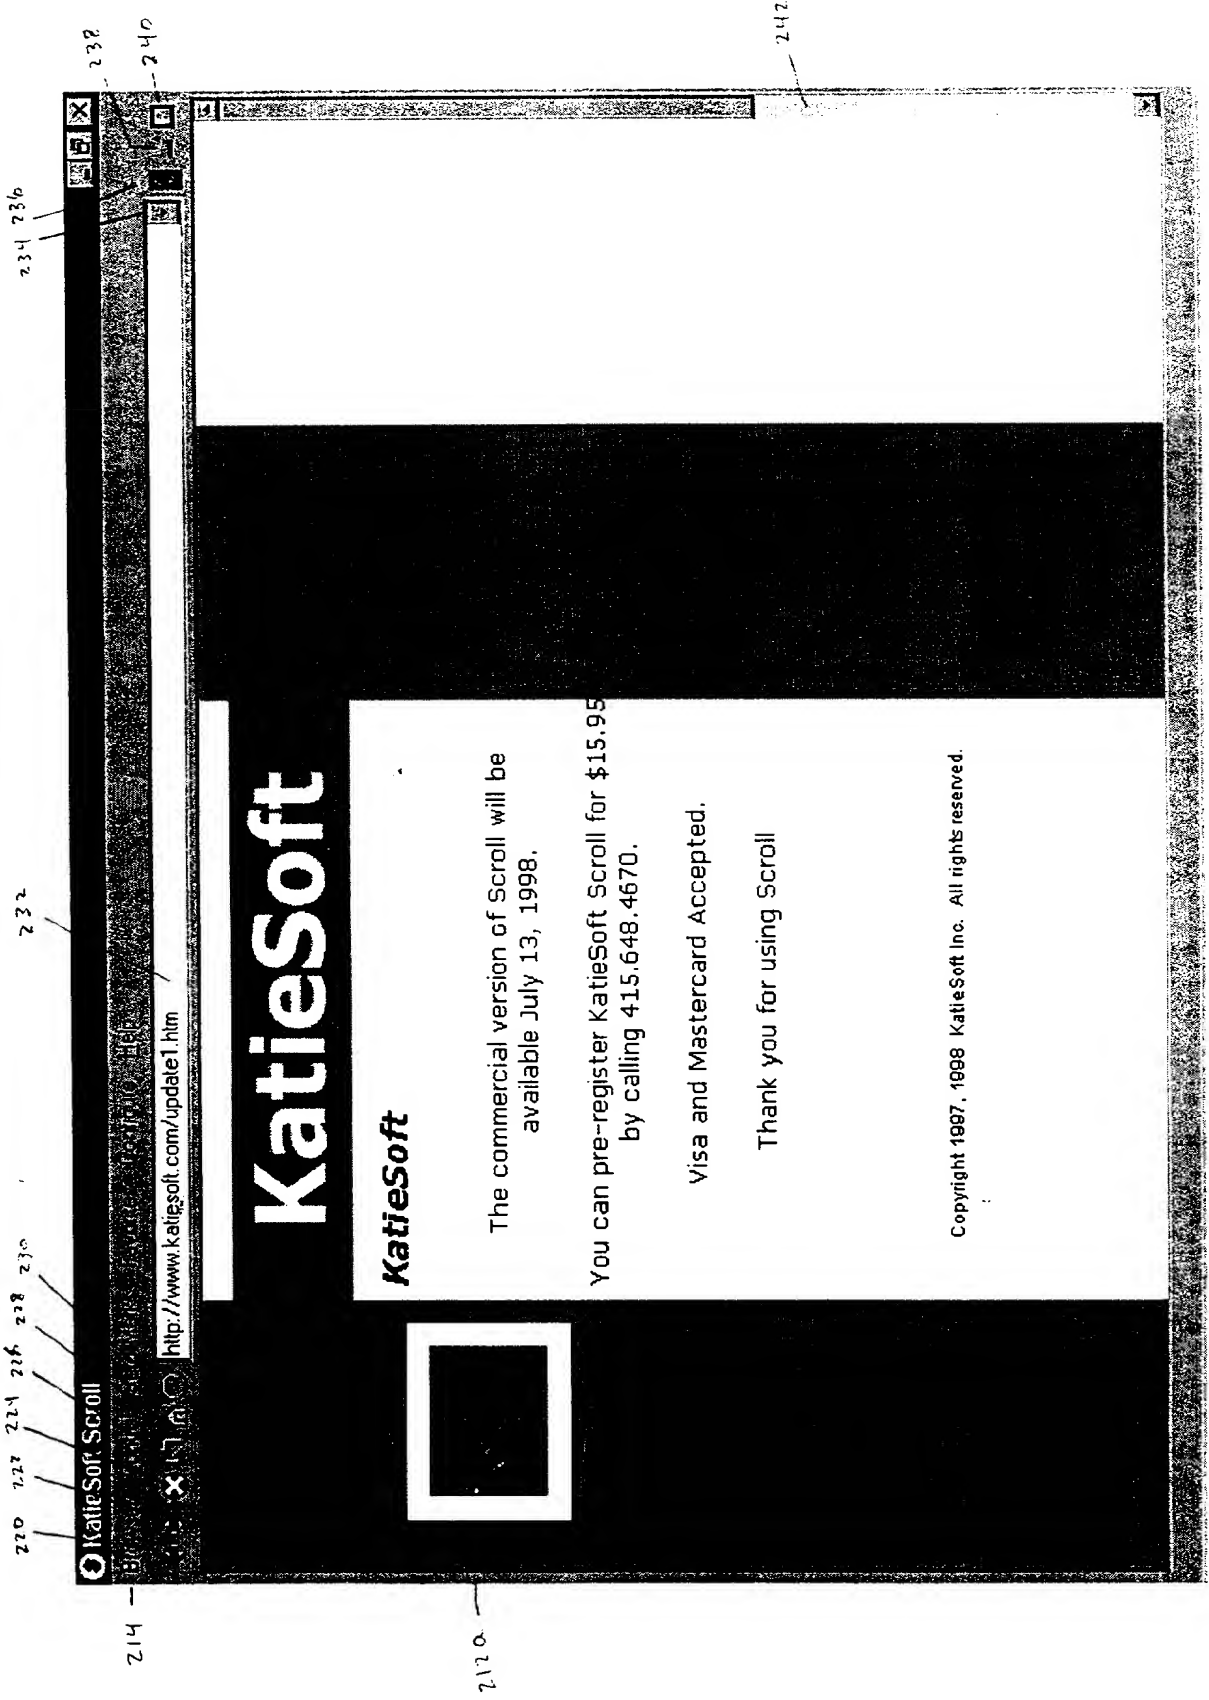 220 222 224 226 228 230 232 234 236 238 240
KatieSoft Scroll
214
Help
http://www.katiesoft.com/update1.htm
KatieSoft
KatieSoft
212a
The commercial version of Scroll will be
available July 13, 1998.
You can pre-register KatieSoft Scroll for $15.95
by calling 415.648.4670.
242
Visa and Mastercard Accepted.
Thank you for using Scroll
Copyright 1997, 1998 KatieSoft Inc. All rights reserved.